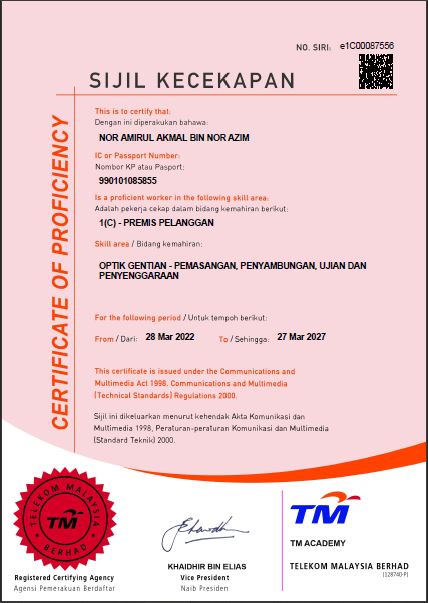 NO. SIRI: e1C00087556
SIJIL KECEKAPAN
CERTIFICATE OF PROFICIENCY
This is to certify that:
Dengan ini diperakukan bahawa:
NOR AMIRUL AKMAL BIN NOR AZIM
IC or Passport Number:
Nombor KP atau Pasport:
990101085855
Is a proficient worker in the following skill area:
Adalah pekerja cekap dalam bidang kemahiran berikut:
1(C) - PREMIS PELANGGAN
Skill area / Bidang kemahiran:
OPTIK GENTIAN - PEMASANGAN, PENYAMBUNGAN, UJIAN DAN
PENYENGGARAAN
For the following period / Untuk tempoh berikut:
From / Dari: 28 Mar 2022 To / Sehingga: 27 Mar 2027
This certificate is issued under the Communications and
Multimedia Act 1998, Communications and Multimedia
(Technical Standards) Regulations 2000.
Sijil ini dikeluarkan menurut kehendak Akta Komunikasi dan
Multimedia 1998, Peraturan-peraturan Komunikasi dan Multimedia
(Standard Teknik) 2000.
TELEKOM MALAYSIA
TM
BERHAD
Registered Certifying Agency
Agensi Pemerakuan Berdaftar
KHAIDHIR BIN ELIAS
Vice President
Naib Presiden
TM
TM ACADEMY
TELEKOM MALAYSIA BERHAD
(128740-P)